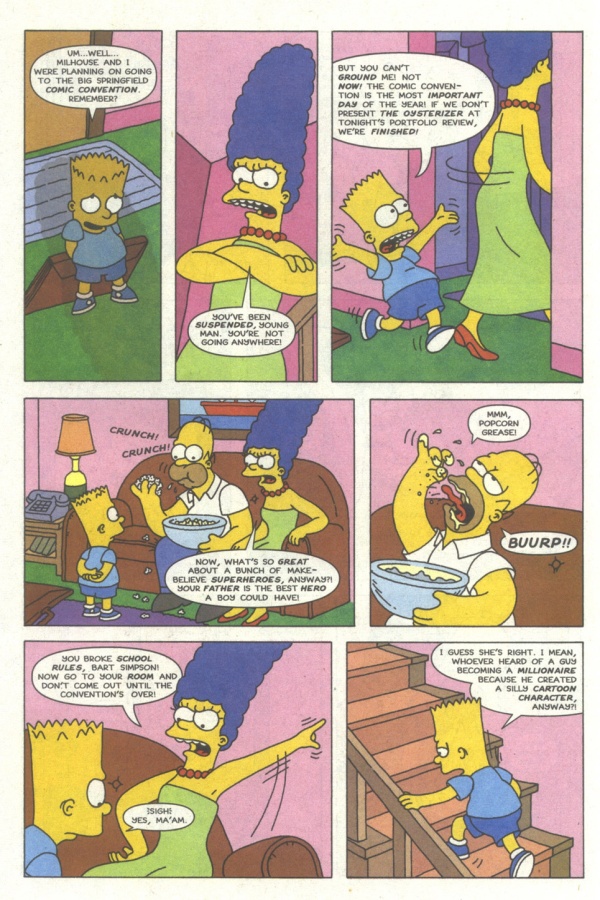 UM...WELL...
MILHOUSE AND I
WERE PLANNING ON GOING
TO THE BIG SPRINGFIELD
COMIC CONVENTION.
REMEMBER?
YOU'VE BEEN
SUSPENDED, YOUNG
MAN. YOU'RE NOT
GOING ANYWHERE!
BUT YOU CAN'T
GROUND ME! NOT
NOW! THE COMIC CONVEN-
TION IS THE MOST IMPORTANT
DAY OF THE YEAR! IF WE DON'T
PRESENT THE OYSTERIZER AT
TONIGHT'S PORTFOLIO REVIEW,
WE'RE FINISHED!
CRUNCH!
CRUNCH!
NOW, WHAT'S SO GREAT
ABOUT A BUNCH OF MAKE-
BELIEVE SUPERHEROES, ANYWAY?!
YOUR FATHER IS THE BEST HERO
A BOY COULD HAVE!
MMM,
POPCORN
GREASE!
BUURP!!
YOU BROKE SCHOOL
RULES, BART SIMPSON!
NOW GO TO YOUR ROOM AND
DON'T COME OUT UNTIL THE
CONVENTION'S OVER!
!SIGH!
YES, MA'AM.
I GUESS SHE'S RIGHT. I MEAN,
WHOEVER HEARD OF A GUY
BECOMING A MILLIONAIRE
BECAUSE HE CREATED
A SILLY CARTOON
CHARACTER,
ANYWAY?!